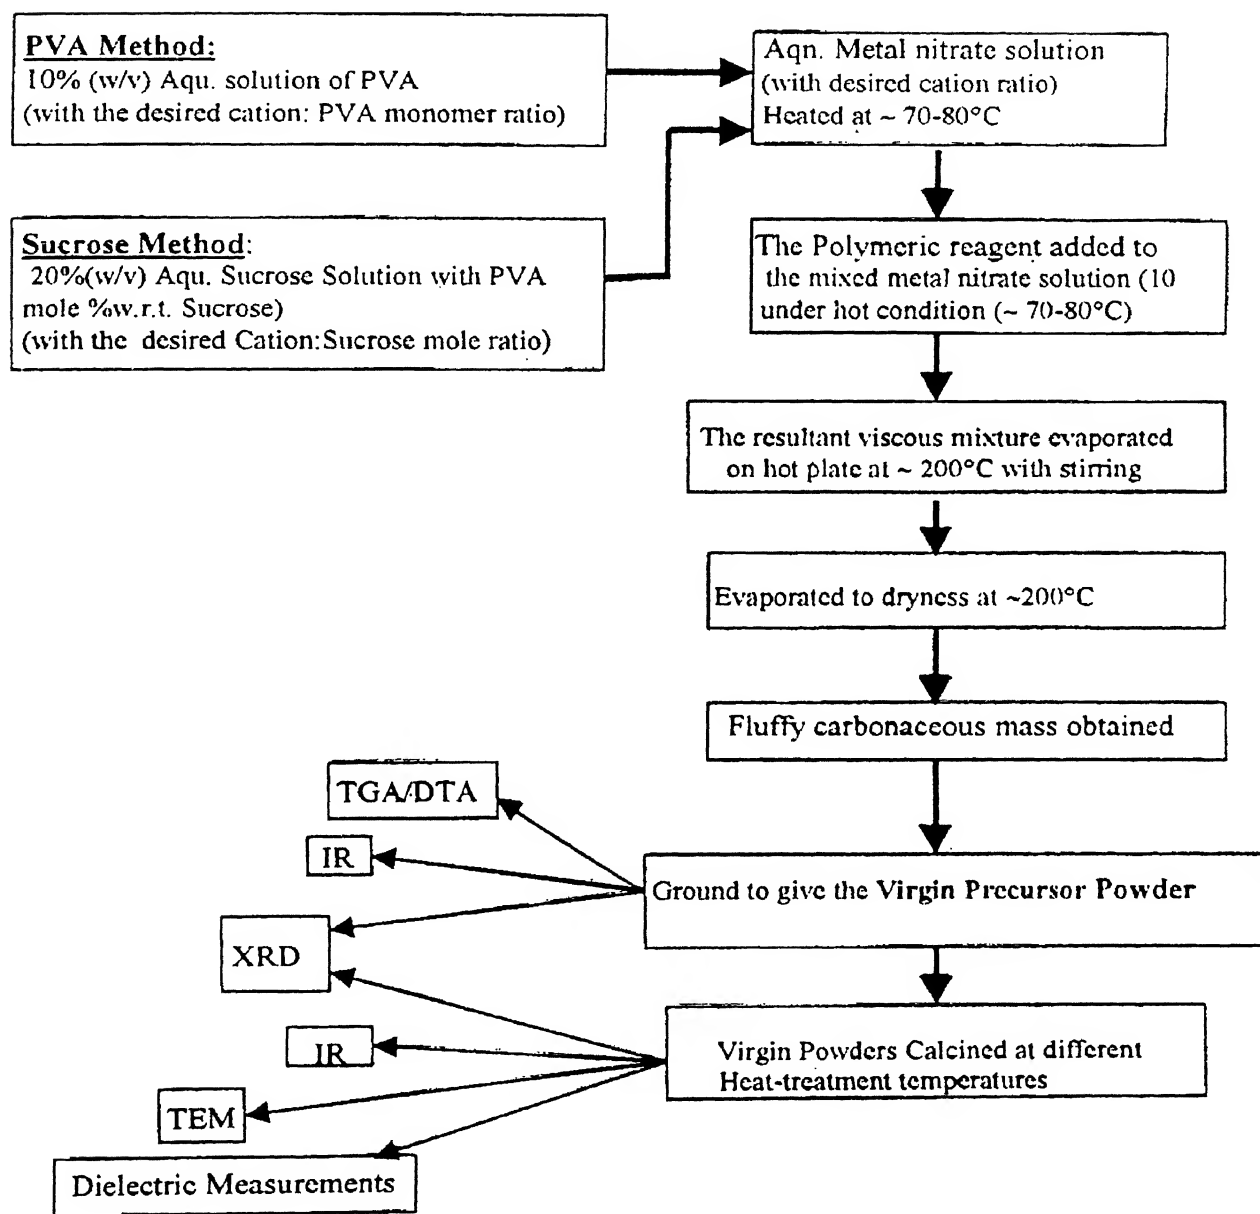 PVA Method:
10% (w/v) Aqu. solution of PVA
(with the desired cation: PVA monomer ratio)
Sucrose Method:
20%(w/v) Aqu. Sucrose Solution with PVA
mole %w.r.t. Sucrose)
(with the desired Cation:Sucrose mole ratio)
Aqn. Metal nitrate solution
(with desired cation ratio)
Heated at ~ 70-80°C
The Polymeric reagent added to
the mixed metal nitrate solution (10
under hot condition (~ 70-80°C)
The resultant viscous mixture evaporated
on hot plate at ~ 200°C with stirring
Evaporated to dryness at ~200°C
Fluffy carbonaceous mass obtained
Ground to give the Virgin Precursor Powder
TGA/DTA
IR
XRD
Virgin Powders Calcined at different
Heat-treatment temperatures
IR
TEM
Dielectric Measurements